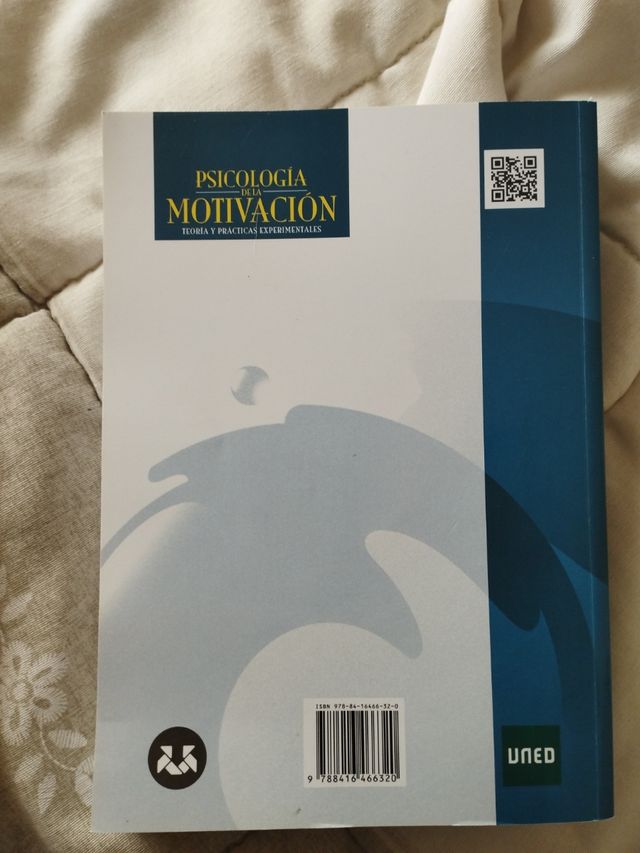 PSICOLOGÍA
DE LA
MOTIVACIÓN
TEORÍA Y PRÁCTICAS EXPERIMENTALES
ISBN 978-84-16466-32-0
9 788416 466320
UNED